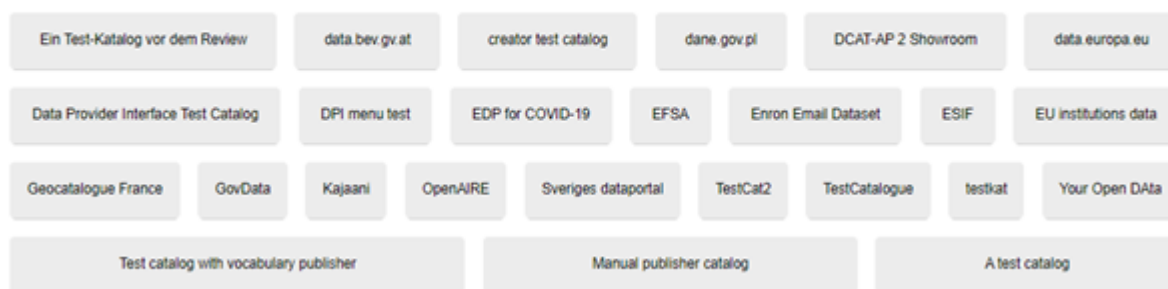 Ein Test-Katalog vor dem Review data.bev.gv.at creator test catalog dane.gov.pl DCAT-AP 2 Showroom data.europa.eu
Data Provider Interface Test Catalog DPI menu test EDP for COVID-19 EFSA Enron Email Dataset ESIF EU institutions data
Geocatalogue France GovData Kajaani OpenAIRE Sveriges dataportal TestCat2 TestCatalogue testkat Your Open DAta
Test catalog with vocabulary publisher Manual publisher catalog A test catalog